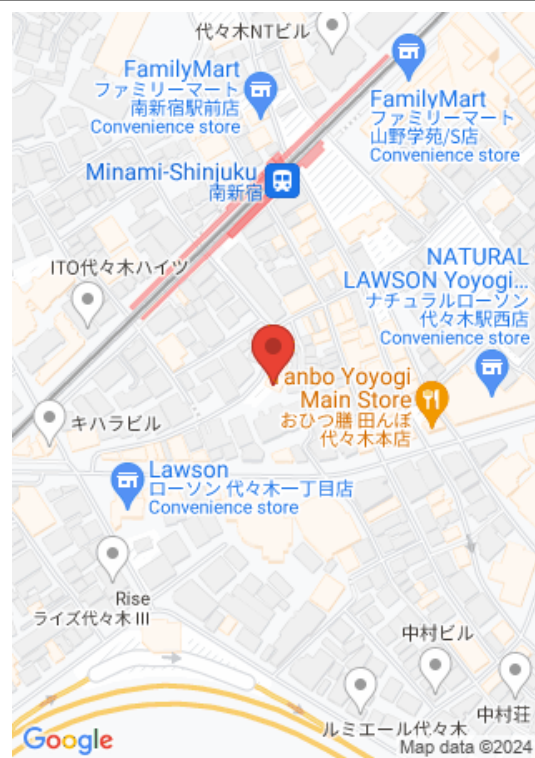 代々木NTビル
FamilyMart
ファミリーマート
南新宿駅前店
Convenience store
FamilyMart
ファミリーマート
山野学苑/S店
Convenience store
Minami-Shinjuku
南新宿
ITO代々木ハイツ
NATURAL
LAWSON Yoyogi...
ナチュラルローソン
代々木駅西店
Convenience store
Tanbo Yoyogi
Main Store
おひつ膳 田んぼ
代々木本店
キハラビル
Lawson
ローソン 代々木一丁目店
Convenience store
Rise
ライズ代々木 III
中村ビル
ルミエール代々木
中村荘
Google
Map data ©2024